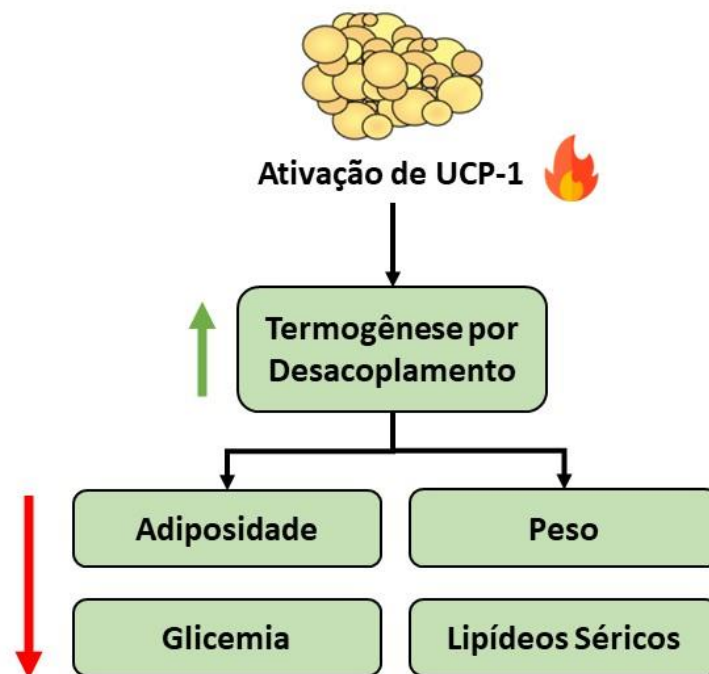 Ativação de UCP-1
Termogênese por
Desacoplamento
Adiposidade
Peso
Glicemia
Lipídeos Séricos